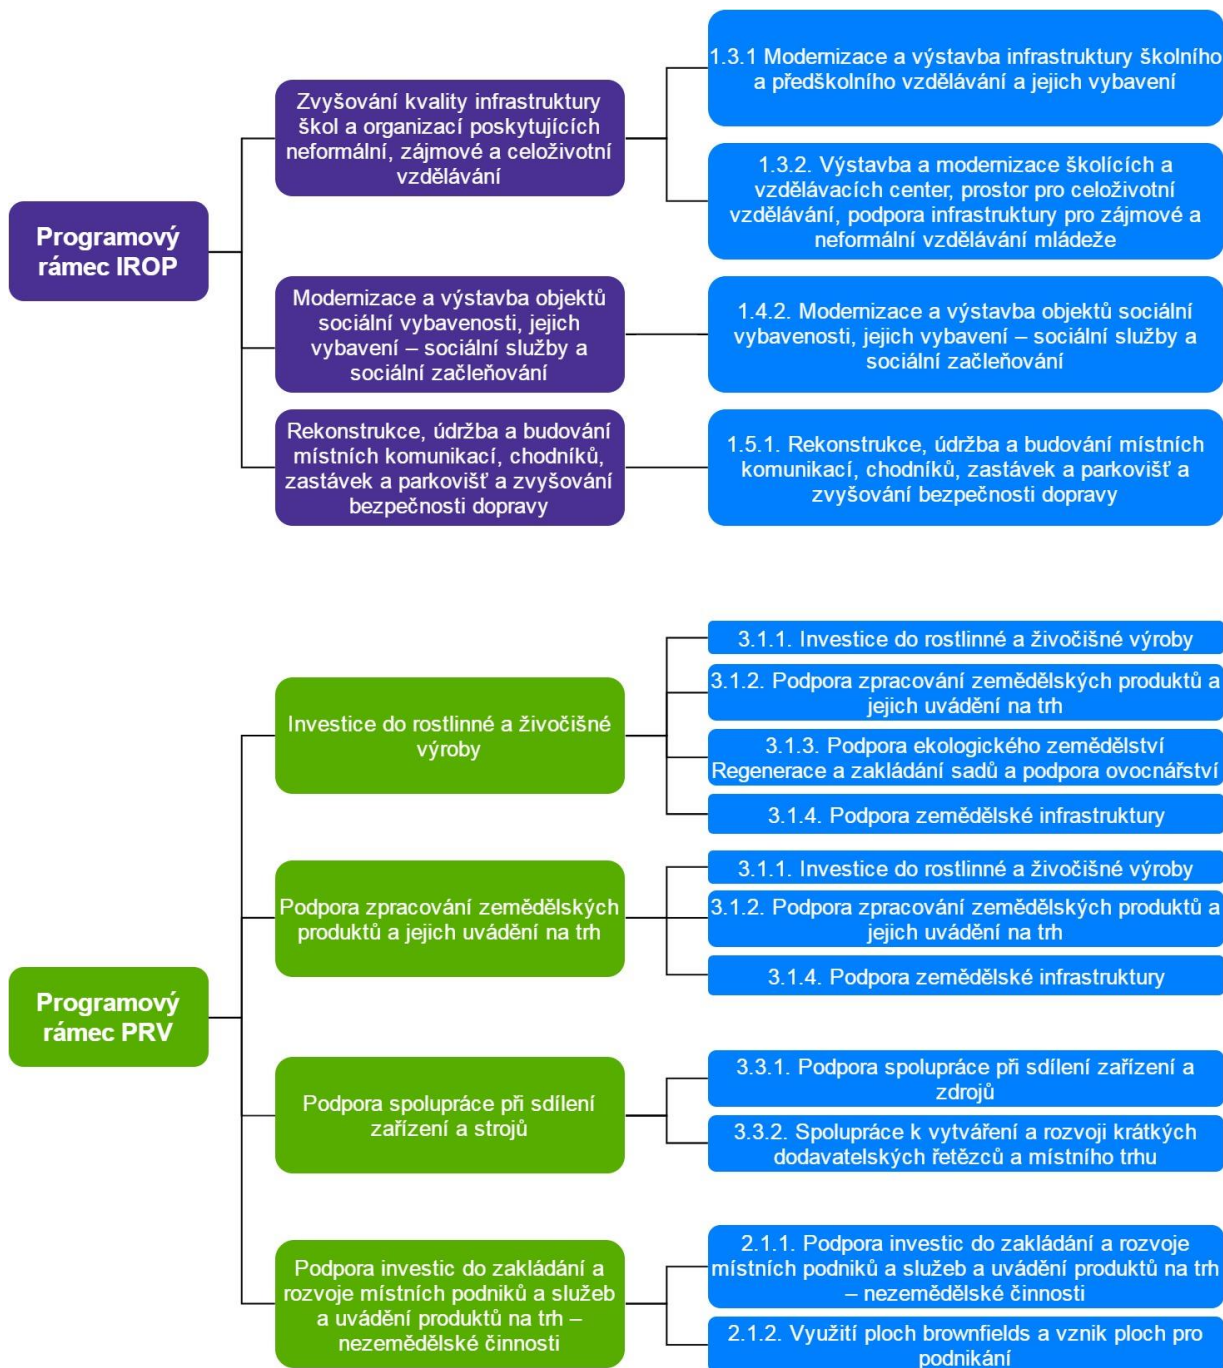 Programový
rámec IROP
Zvyšování kvality infrastruktury
škol a organizací poskytujících
neformální, zájmové a celoživotní
vzdělávání
1.3.1 Modernizace a výstavba infrastruktury školního
a předškolního vzdělávání a jejich vybavení
1.3.2. Výstavba a modernizace školících a
vzdělávacích center, prostor pro celoživotní
vzdělávání, podpora infrastruktury pro zájmové a
neformální vzdělávání mládeže
Modernizace a výstavba objektů
sociální vybavenosti, jejich
vybavení – sociální služby a
sociální začleňování
1.4.2. Modernizace a výstavba objektů sociální
vybavenosti, jejich vybavení – sociální služby a
sociální začleňování
Rekonstrukce, údržba a budování
místních komunikací, chodníků,
zastávek a parkovišť a zvyšování
bezpečnosti dopravy
1.5.1. Rekonstrukce, údržba a budování místních
komunikací, chodníků, zastávek a parkovišť a
zvyšování bezpečnosti dopravy
Programový
rámec PRV
Investice do rostlinné a živočišné
výroby
3.1.1. Investice do rostlinné a živočišné výroby
3.1.2. Podpora zpracování zemědělských produktů a
jejich uvádění na trh
3.1.3. Podpora ekologického zemědělství
Regenerace a zakládání sadů a podpora ovocnářství
3.1.4. Podpora zemědělské infrastruktury
Podpora zpracování zemědělských
produktů a jejich uvádění na trh
3.1.1. Investice do rostlinné a živočišné výroby
3.1.2. Podpora zpracování zemědělských produktů a
jejich uvádění na trh
3.1.4. Podpora zemědělské infrastruktury
Podpora spolupráce při sdílení
zařízení a strojů
3.3.1. Podpora spolupráce při sdílení zařízení a
zdrojů
3.3.2. Spolupráce k vytváření a rozvoji krátkých
dodavatelských řetězců a místního trhu
Podpora investic do zakládání a
rozvoje místních podniků a služeb
a uvádění produktů na trh –
nezemědělské činnosti
2.1.1. Podpora investic do zakládání a rozvoje
místních podniků a služeb a uvádění produktů na trh
– nezemědělské činnosti
2.1.2. Využití ploch brownfields a vznik ploch pro
podnikání